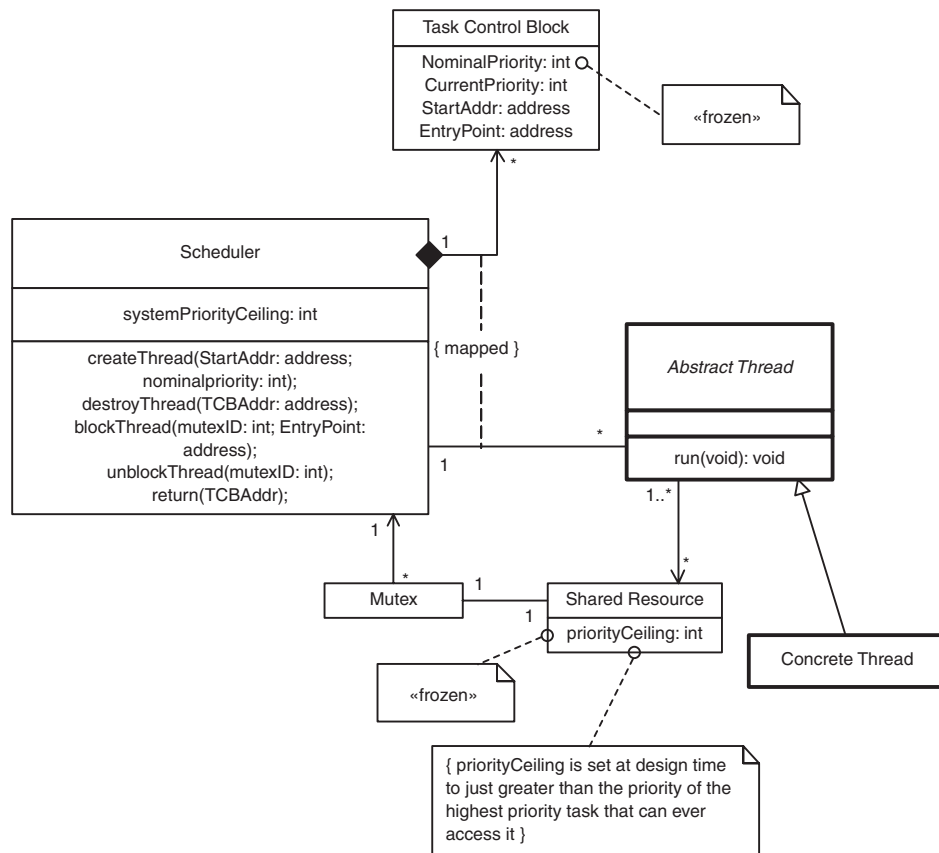 Task Control Block
NominalPriority: int
CurrentPriority: int
StartAddr: address
EntryPoint: address
«frozen»
*
Scheduler
1
systemPriorityCeiling: int
{ mapped }
createThread(StartAddr: address;
nominalpriority: int);
destroyThread(TCBAddr: address);
blockThread(mutexID: int; EntryPoint:
address);
unblockThread(mutexID: int);
return(TCBAddr);
Abstract Thread
*
1
run(void): void
1..*
1
*
*
Mutex
1
1
Shared Resource
priorityCeiling: int
Concrete Thread
«frozen»
{ priorityCeiling is set at design time
to just greater than the priority of the
highest priority task that can ever
access it }